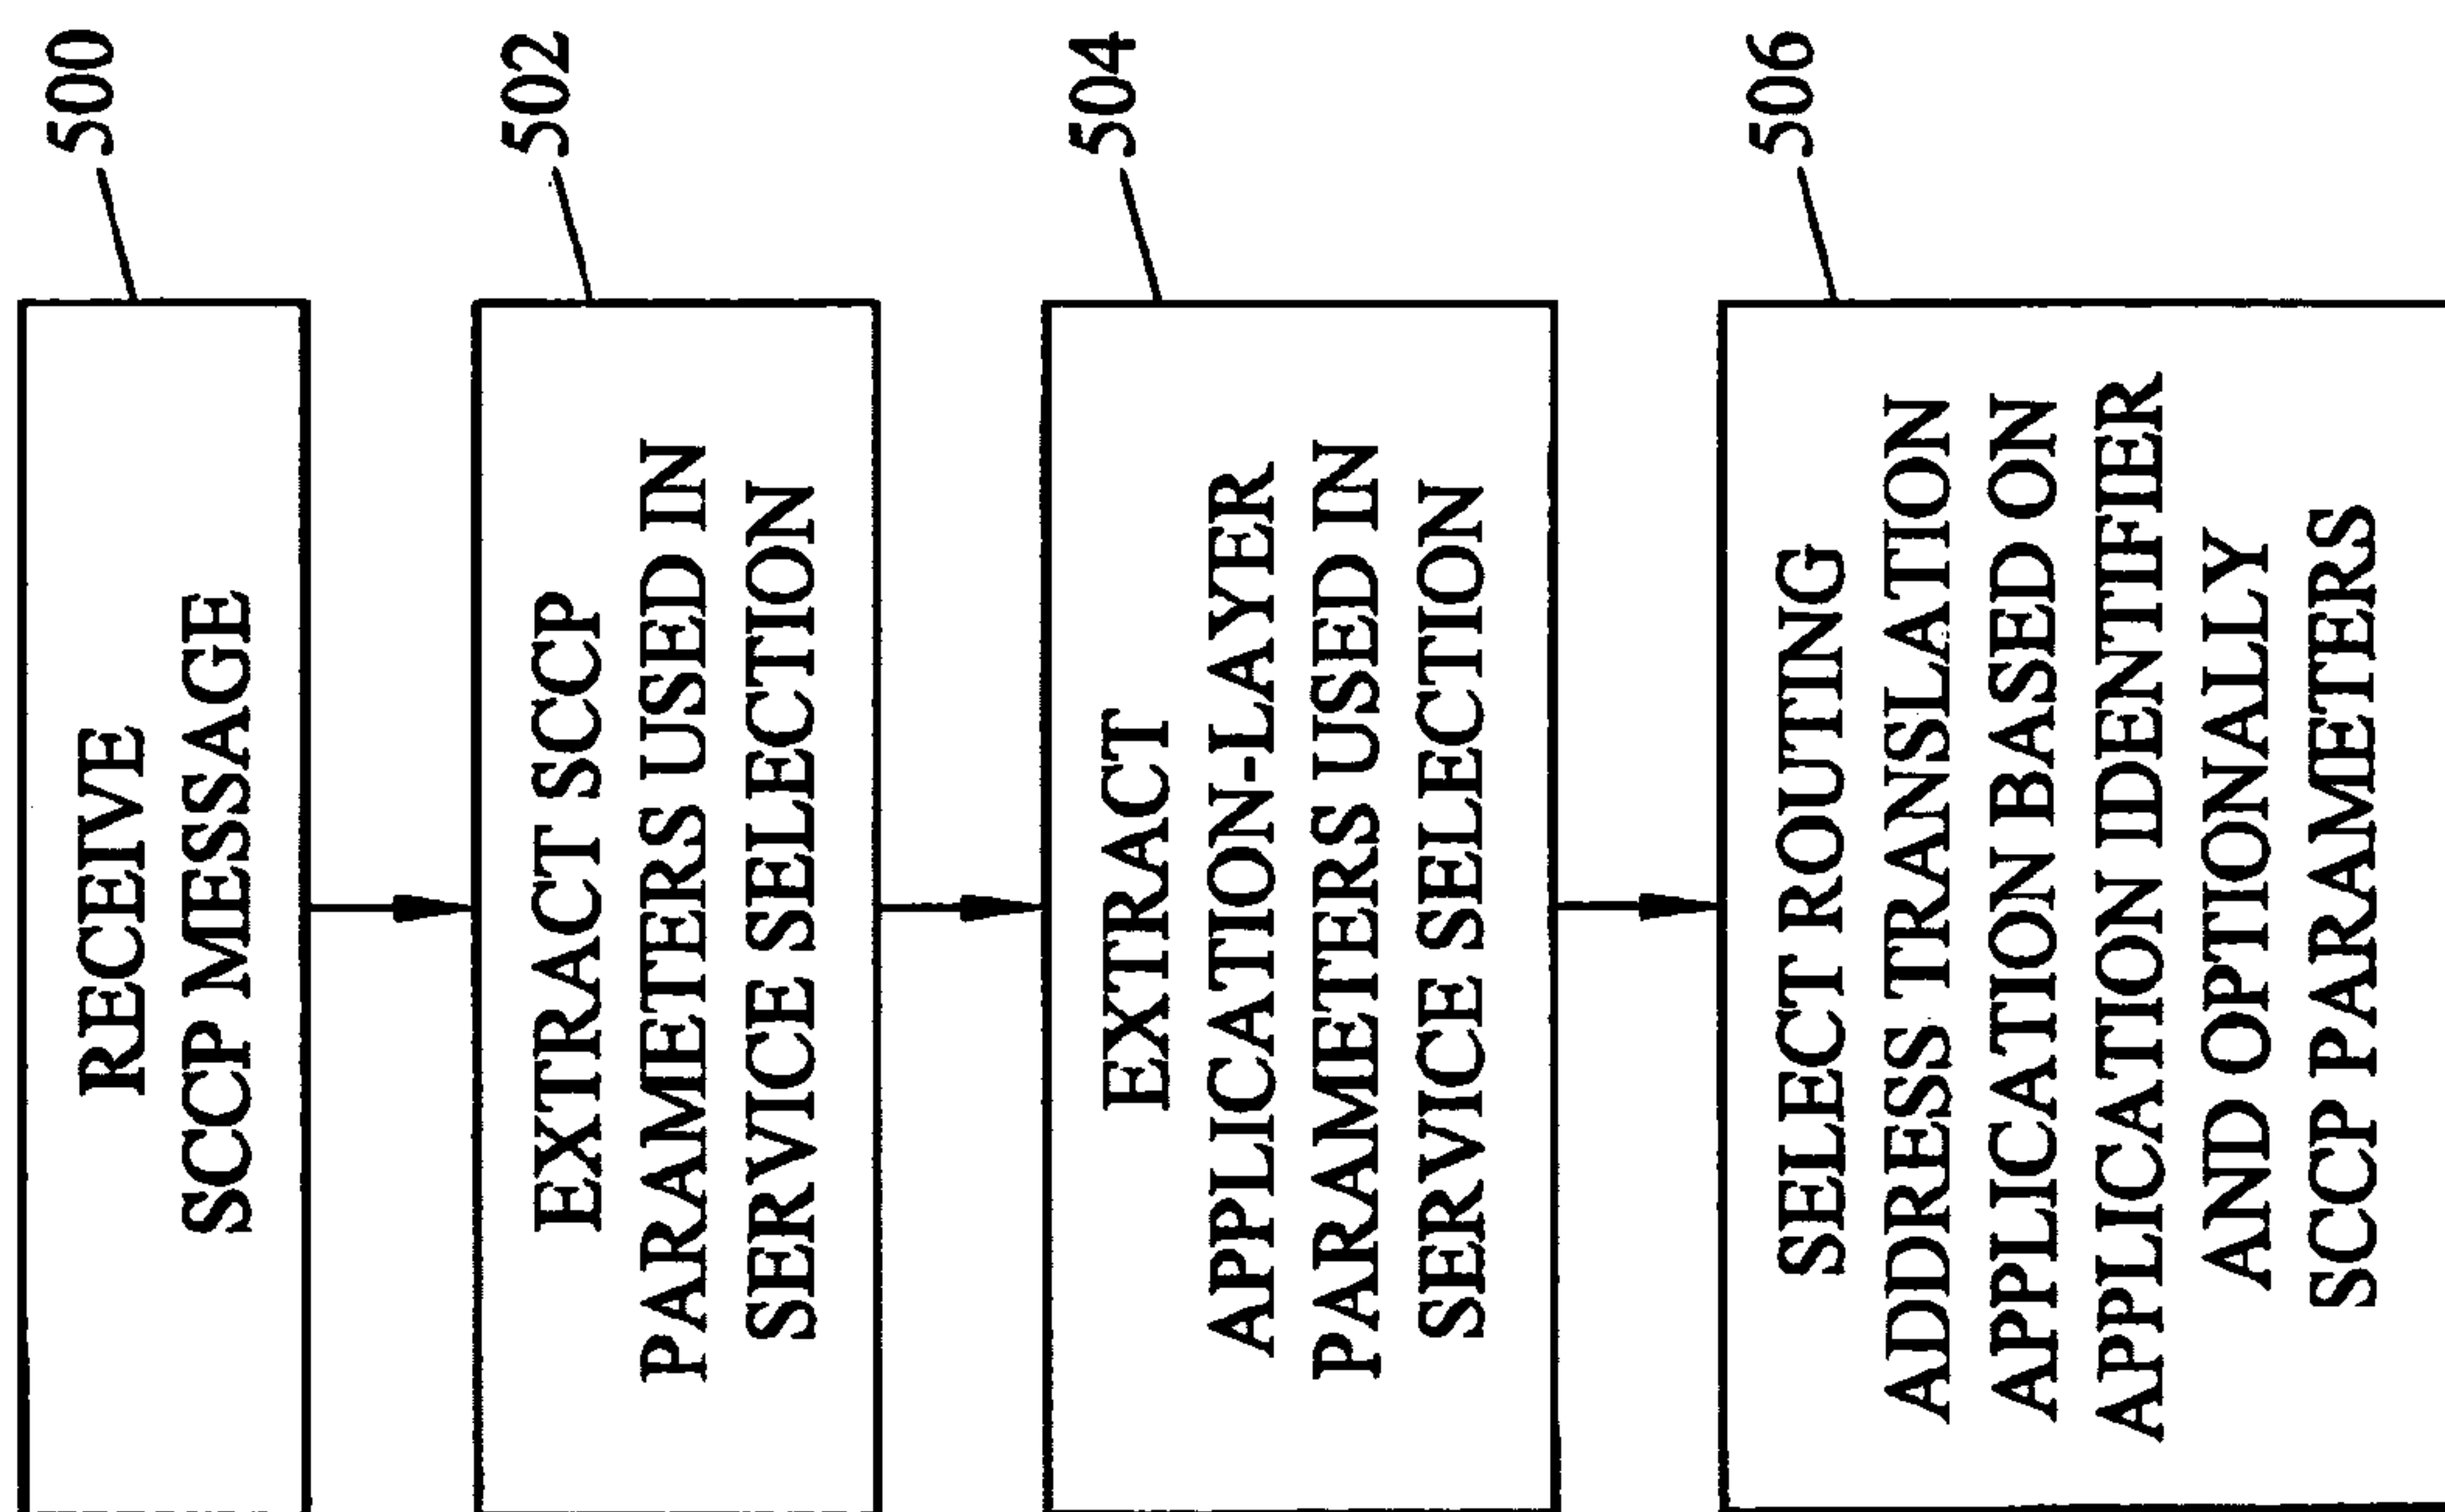 500
RECEIVE
SCCP MESSAGE
502
EXTRACT SCCP
PARAMETERS USED IN
SERVICE SELECTION
504
EXTRACT
APPLICATION-LAYER
PARAMETERS USED IN
SERVICE SELECTION
506
SELECT ROUTING
ADDRESS TRANSLATION
APPLICATION BASED ON
APPLICATION IDENTIFIER
AND OPTIONALLY
SCCP PARAMETERS